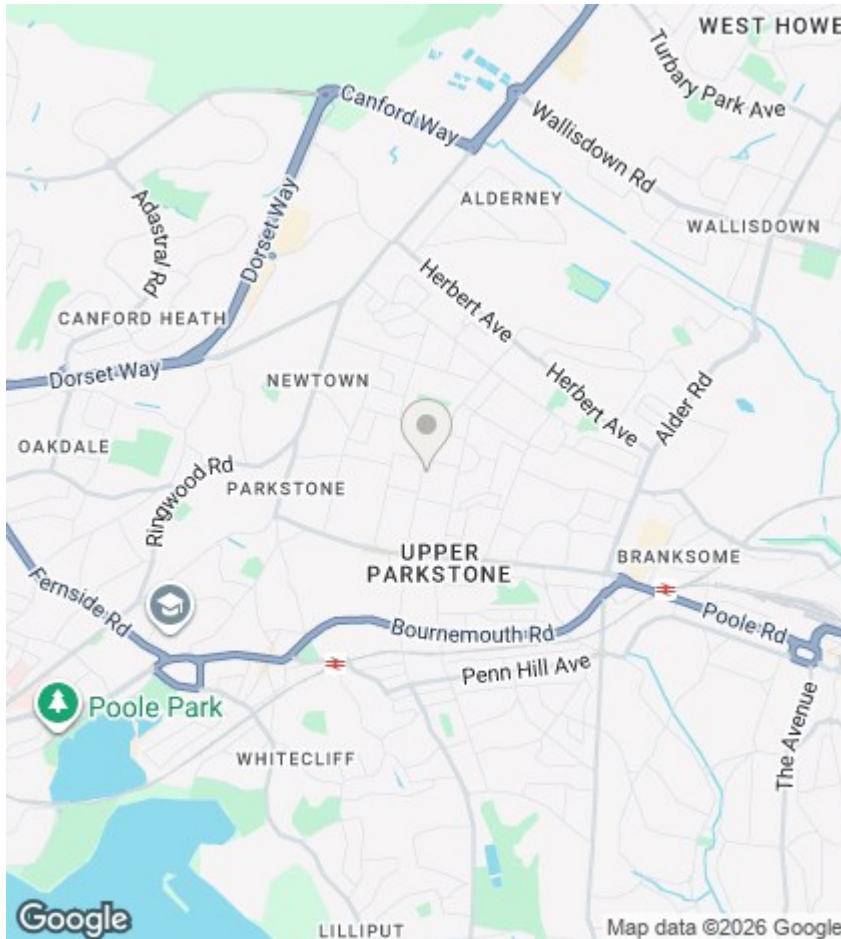 WEST HOWE
Turbary Park Ave
Canford Way
Wallisdown Rd
ALDERNEY
WALLISDOWN
Adastral Rd
Dorset Way
Herbert Ave
CANFORD HEATH
Dorset Way
NEWTOWN
Herbert Ave
Alder Rd
OAKDALE
Ringwood Rd
PARKSTONE
UPPER
PARKSTONE
BRANKSOME
Fernside Rd
Bournemouth Rd
Poole Rd
Penn Hill Ave
Poole Park
The Avenue
WHITECLIFF
Google
LILLIPUT
Map data ©2026 Google